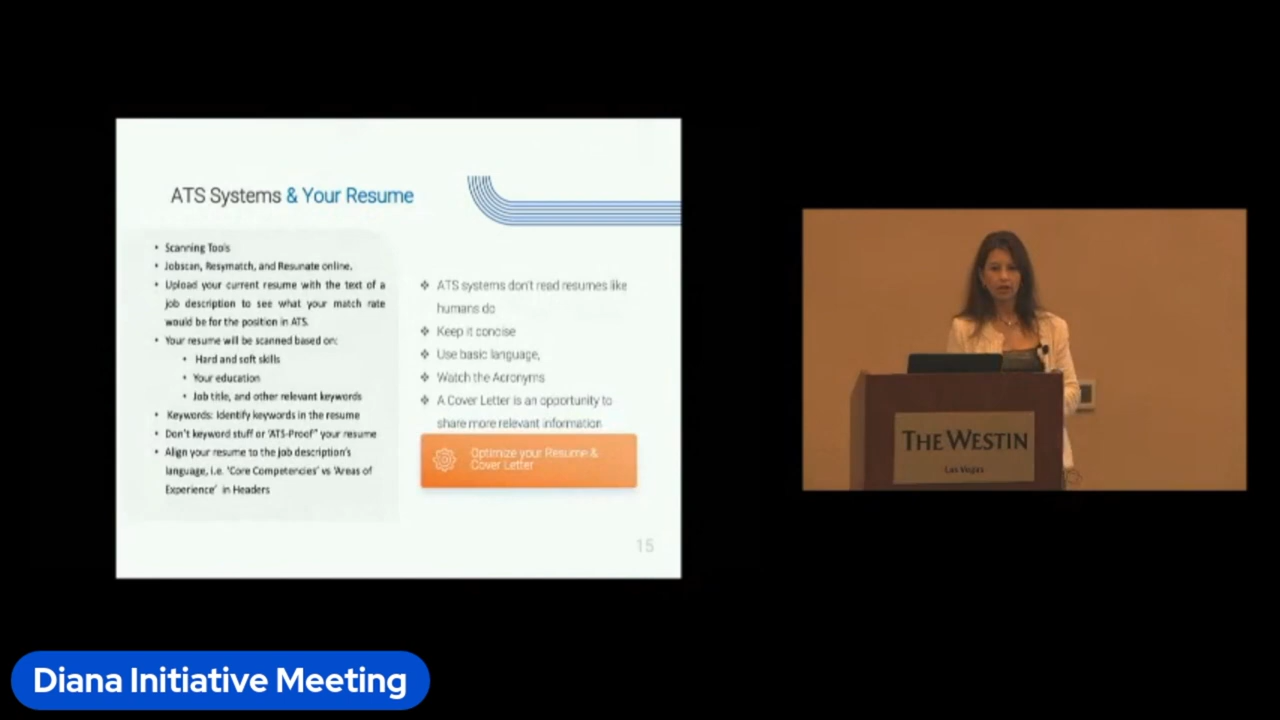 ATS Systems & Your Resume
• Scanning Tools
• Jobscan, Resymatch, and Resunate online.
• Upload your current resume with the text of a
job description to see what your match rate
would be for the position in ATS.
• Your resume will be scanned based on:
• Hard and soft skills
• Your education
• Job title, and other relevant keywords
• Keywords: Identify keywords in the resume
• Don't keyword stuff or 'ATS-Proof" your resume
• Align your resume to the job description's
language, i.e. 'Core Competencies' vs 'Areas of
Experience' in Headers
❖ ATS systems don't read resumes like
humans do
❖ Keep it concise
❖ Use basic language,
❖ Watch the Acronyms
❖ A Cover Letter is an opportunity to
share more relevant information
Optimize your Resume &
Cover Letter
15
THE WESTIN
Las Vegas
Diana Initiative Meeting